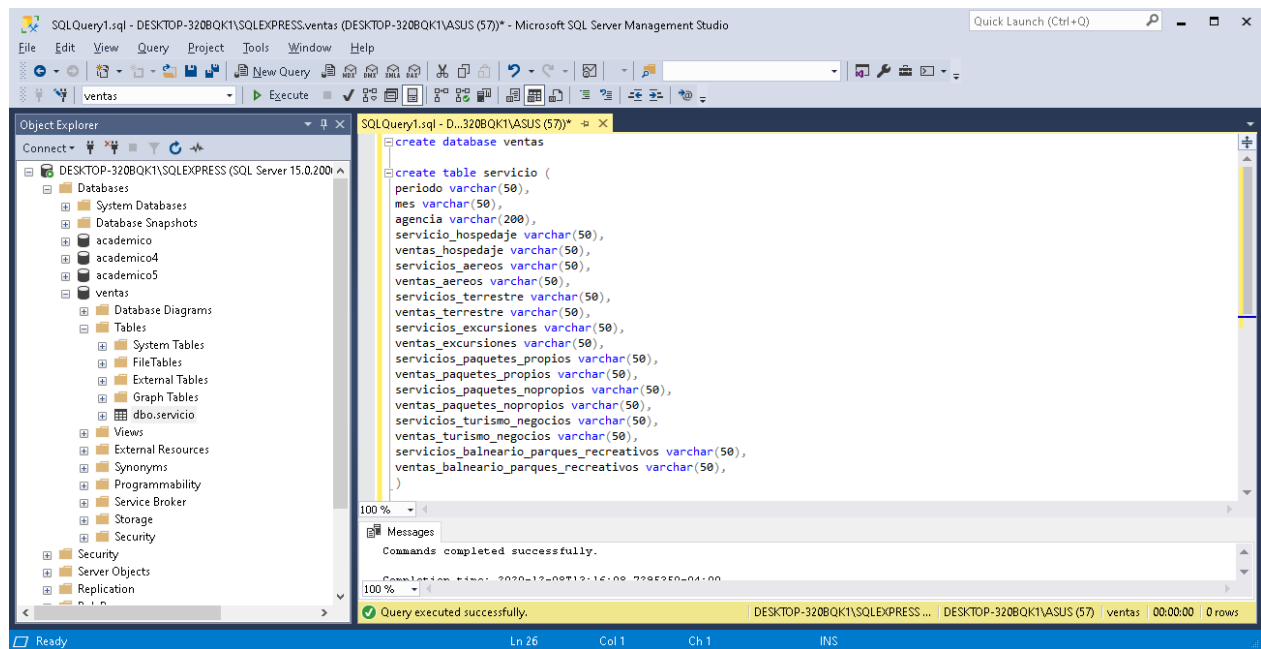 SQLQuery1.sql - DESKTOP-320BQK1\SQLEXPRESS.ventas (DESKTOP-320BQK1\ASUS (57))* - Microsoft SQL Server Management Studio
Quick Launch (Ctrl+Q)
File Edit View Query Project Tools Window Help
New Query MDX DMX XMLA DAX
ventas Execute
Object Explorer
Connect
DESKTOP-320BQK1\SQLEXPRESS (SQL Server 15.0.200
Databases
System Databases
Database Snapshots
academico
academico4
academico5
ventas
Database Diagrams
Tables
System Tables
FileTables
External Tables
Graph Tables
dbo.servicio
Views
External Resources
Synonyms
Programmability
Service Broker
Storage
Security
Security
Server Objects
Replication
SQLQuery1.sql - D...320BQK1\ASUS (57))*
create database ventas
create table servicio (
periodo varchar(50),
mes varchar(50),
agencia varchar(200),
servicio_hospedaje varchar(50),
ventas_hospedaje varchar(50),
servicios_aereos varchar(50),
ventas_aereos varchar(50),
servicios_terrestre varchar(50),
ventas_terrestre varchar(50),
servicios_excursiones varchar(50),
ventas_excursiones varchar(50),
servicios_paquetes_propios varchar(50),
ventas_paquetes_propios varchar(50),
servicios_paquetes_nopropios varchar(50),
ventas_paquetes_nopropios varchar(50),
servicios_turismo_negocios varchar(50),
ventas_turismo_negocios varchar(50),
servicios_balneario_parques_recreativos varchar(50),
ventas_balneario_parques_recreativos varchar(50),
)
100 %
Messages
Commands completed successfully.
Completion time:
100 %
Query executed successfully. DESKTOP-320BQK1\SQLEXPRESS ... DESKTOP-320BQK1\ASUS (57) ventas 00:00:00 0 rows
Ready Ln 26 Col 1 Ch 1 INS